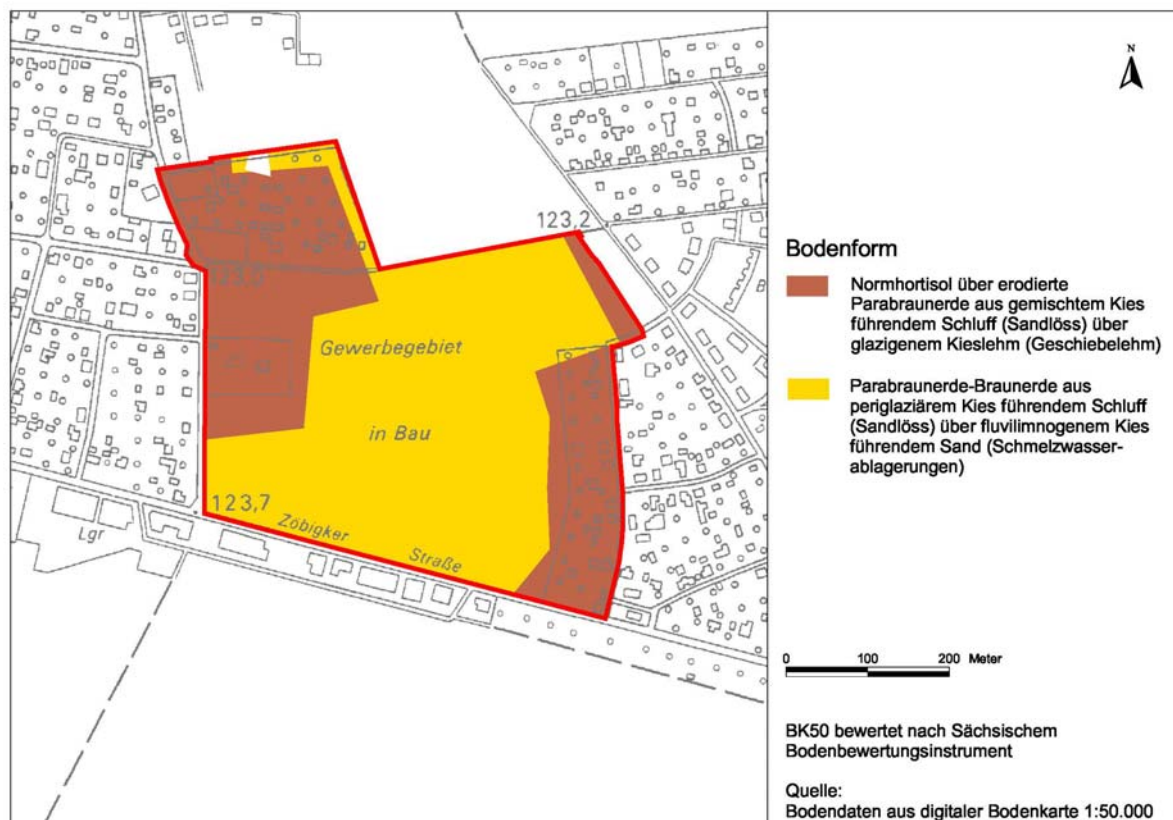 N
123,2
123,0
Gewerbegebiet
in Bau
123,7
Zöbigker
Straße
Lgr
Bodenform
Normhortisol über erodierte
Parabraunerde aus gemischtem Kies
führendem Schluff (Sandlöss) über
glazigenem Kieslehm (Geschiebelehm)
Parabraunerde-Braunerde aus
periglaziärem Kies führendem Schluff
(Sandlöss) über fluvilimnogenem Kies
führendem Sand (Schmelzwasser-
ablagerungen)
0 100 200 Meter
BK50 bewertet nach Sächsischem
Bodenbewertungsinstrument
Quelle:
Bodendaten aus digitaler Bodenkarte 1:50.000